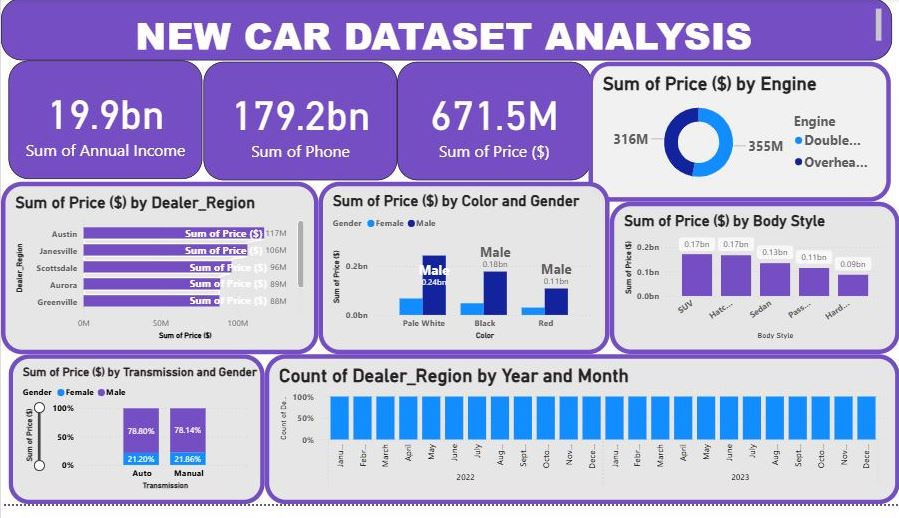 NEW CAR DATASET ANALYSIS
19.9bn
Sum of Annual Income
179.2bn
Sum of Phone
671.5M
Sum of Price ($)
Sum of Price ($) by Engine
316M
355M
Engine
Double...
Overhea...
Sum of Price ($) by Dealer_Region
Dealer_Region
Austin Sum of Price ($) 117M
Janesville Sum of Price ($) 106M
Scottsdale Sum of Price ($) 96M
Aurora Sum of Price ($) 89M
Greenville Sum of Price ($) 88M
0M 50M 100M
Sum of Price ($)
Sum of Price ($) by Color and Gender
Gender Female Male
Sum of Price ($)
0.2bn
0.0bn
Male
0.24bn
Male
0.18bn
Male
0.11bn
Pale White Black Red
Color
Sum of Price ($) by Body Style
Sum of Price ($)
0.2bn
0.1bn
0.0bn
0.17bn 0.17bn 0.13bn 0.11bn 0.09bn
SUV Hatc... Sedan Pass... Hard...
Body Style
Sum of Price ($) by Transmission and Gender
Gender Female Male
Sum of Price ($)
100%
50%
0%
78.80% 78.14%
21.20% 21.86%
Auto Manual
Transmission
Count of Dealer_Region by Year and Month
Count of De...
100%
50%
0%
Janu... Febr... March April May June July Aug... Sept... Octo... Nov... Dece... Janu... Febr... March April May June July Aug... Sept... Octo... Nov... Dece...
2022 2023